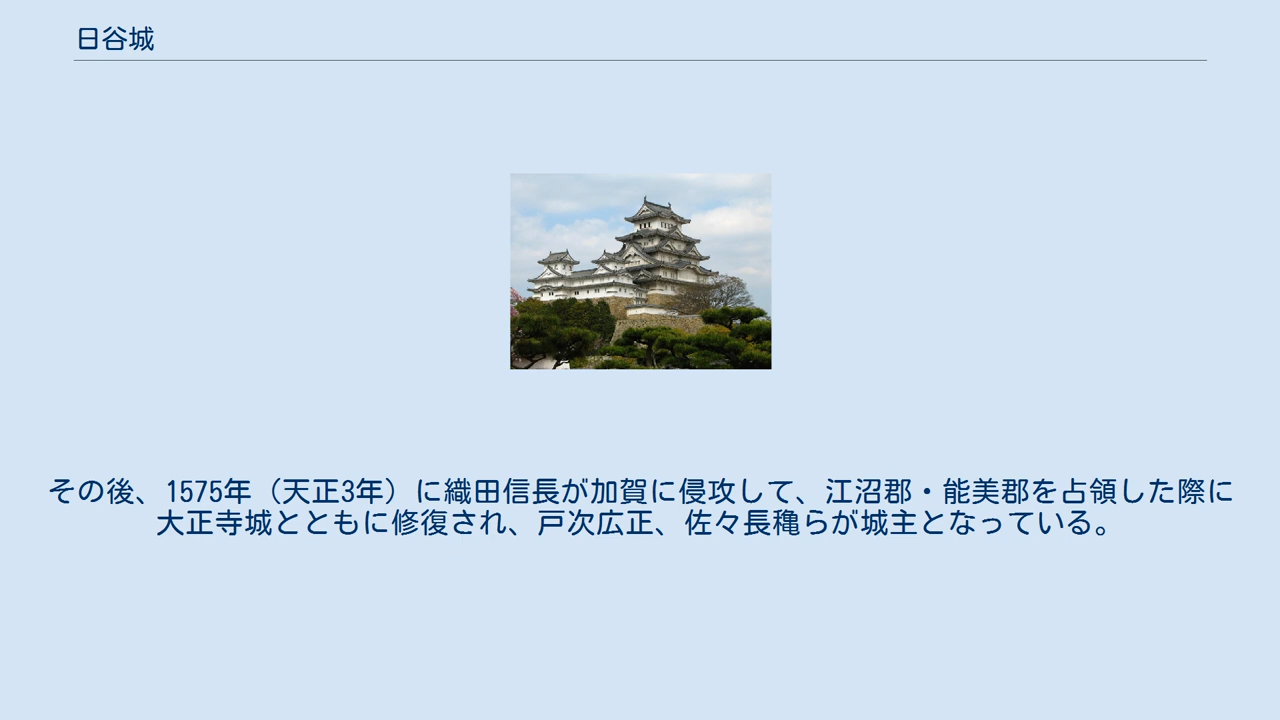 日谷城
その後、1575年（天正3年）に織田信長が加賀に侵攻して、江沼郡・能美郡を占領した際に
大正寺城とともに修復され、戸次広正、佐々長穐らが城主となっている。